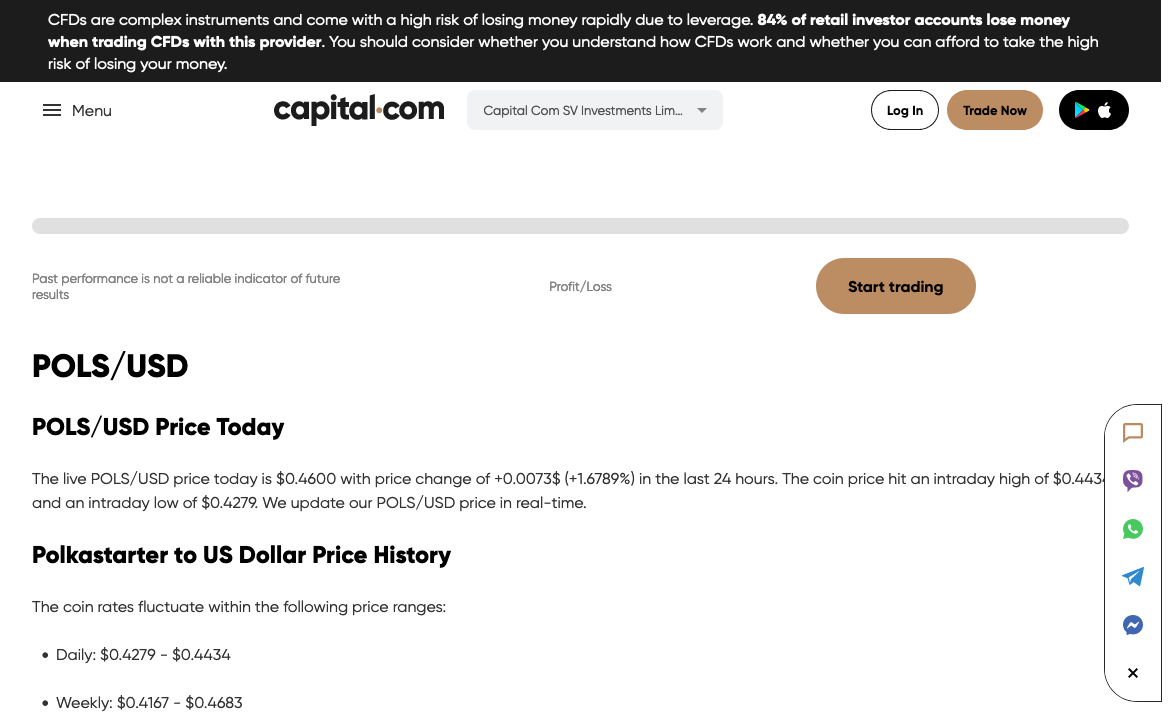 CFDs are complex instruments and come with a high risk of losing money rapidly due to leverage. 84% of retail investor accounts lose money
when trading CFDs with this provider. You should consider whether you understand how CFDs work and whether you can afford to take the high
risk of losing your money.
Menu
capital.com
Capital Com SV Investments Lim...
Log In
Trade Now
Past performance is not a reliable indicator of future
results
Profit/Loss
Start trading
POLS/USD
POLS/USD Price Today
The live POLS/USD price today is $0.4600 with price change of +0.0073$ (+1.6789%) in the last 24 hours. The coin price hit an intraday high of $0.4434
and an intraday low of $0.4279. We update our POLS/USD price in real-time.
Polkastarter to US Dollar Price History
The coin rates fluctuate within the following price ranges:
• Daily: $0.4279 - $0.4434
• Weekly: $0.4167 - $0.4683